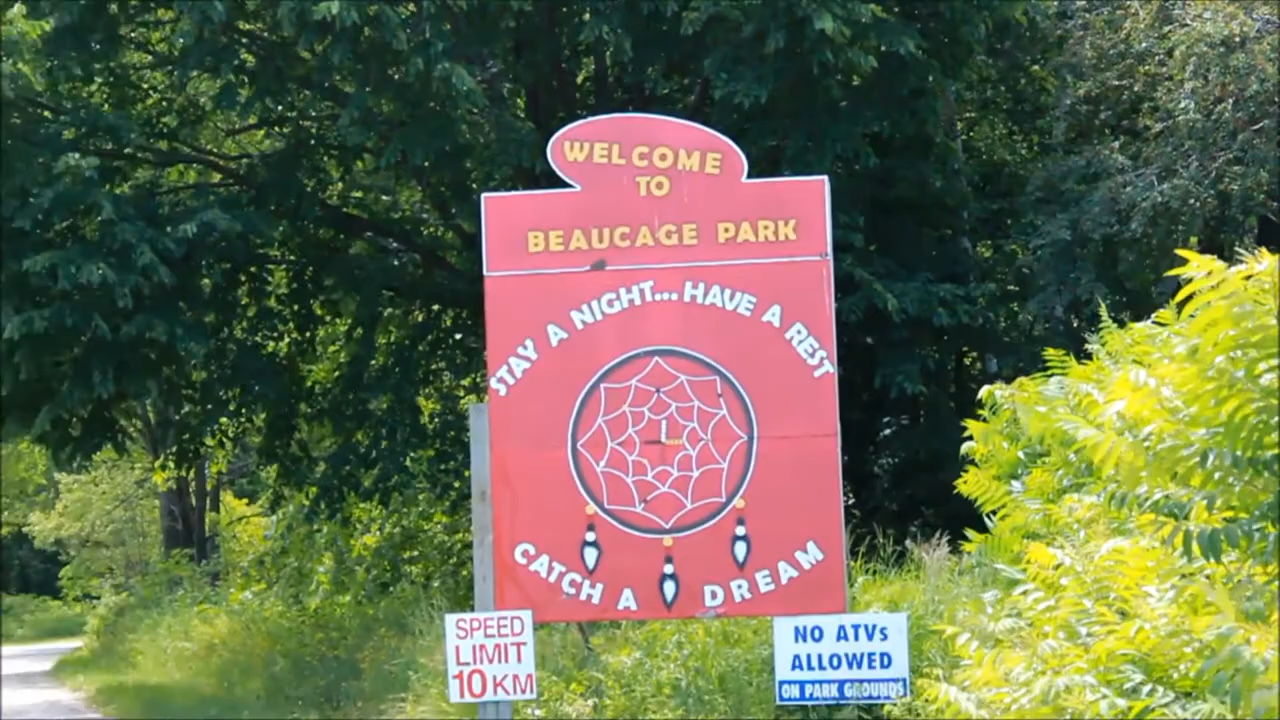 WELCOME
TO
BEAUCAGE PARK
STAY A NIGHT... HAVE A REST
CATCH A DREAM
SPEED
LIMIT
10 KM
NO ATVs
ALLOWED
ON PARK GROUNDS